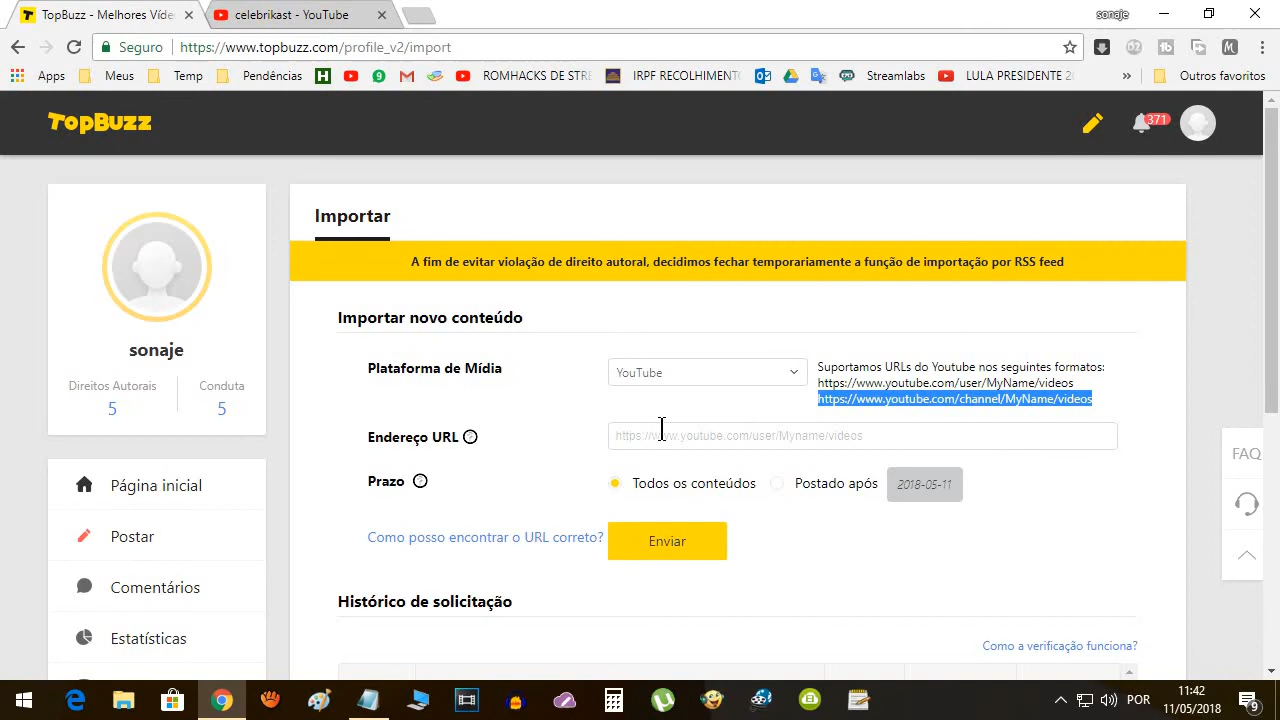 TopBuzz - Melhores Víde
celebrikast - YouTube
sonaje
Seguro
https://www.topbuzz.com/profile_v2/import
Apps
Meus
Temp
Pendências
H
9
ROMHACKS DE STRE
IRPF RECOLHIMENTO
Streamlabs
LULA PRESIDENTE 20
»
Outros favoritos
TopBuzz
371
sonaje
Direitos Autorais
Conduta
5
5
Página inicial
Postar
Comentários
Estatísticas
Importar
A fim de evitar violação de direito autoral, decidimos fechar temporariamente a função de importação por RSS feed
Importar novo conteúdo
Plataforma de Mídia
YouTube
Suportamos URLs do Youtube nos seguintes formatos:
https://www.youtube.com/user/MyName/videos
https://www.youtube.com/channel/MyName/videos
Endereço URL ?
https://www.youtube.com/user/Myname/videos
Prazo ?
Todos os conteúdos
Postado após
2018-05-11
Como posso encontrar o URL correto?
Enviar
Histórico de solicitação
Como a verificação funciona?
FAQ
POR
11:42
11/05/2018
9